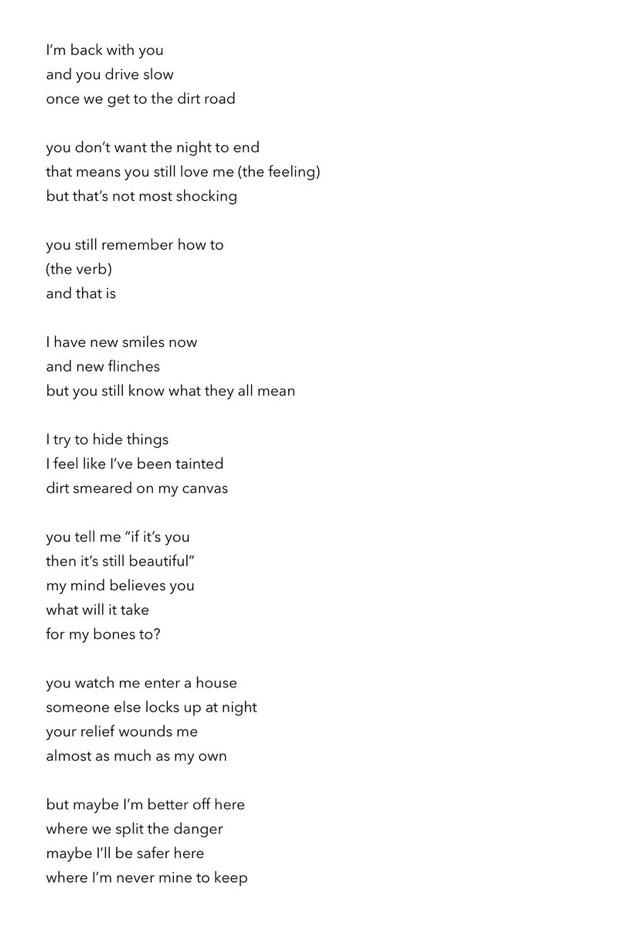 I’m back with you
and you drive slow
once we get to the dirt road

you don’t want the night to end
that means you still love me (the feeling)
but that’s not most shocking

you still remember how to
(the verb)
and that is

I have new smiles now
and new flinches
but you still know what they all mean

I try to hide things
I feel like I’ve been tainted
dirt smeared on my canvas

you tell me “if it’s you
then it’s still beautiful”
my mind believes you
what will it take
for my bones to?

you watch me enter a house
someone else locks up at night
your relief wounds me
almost as much as my own

but maybe I’m better off here
where we split the danger
maybe I’ll be safer here
where I’m never mine to keep